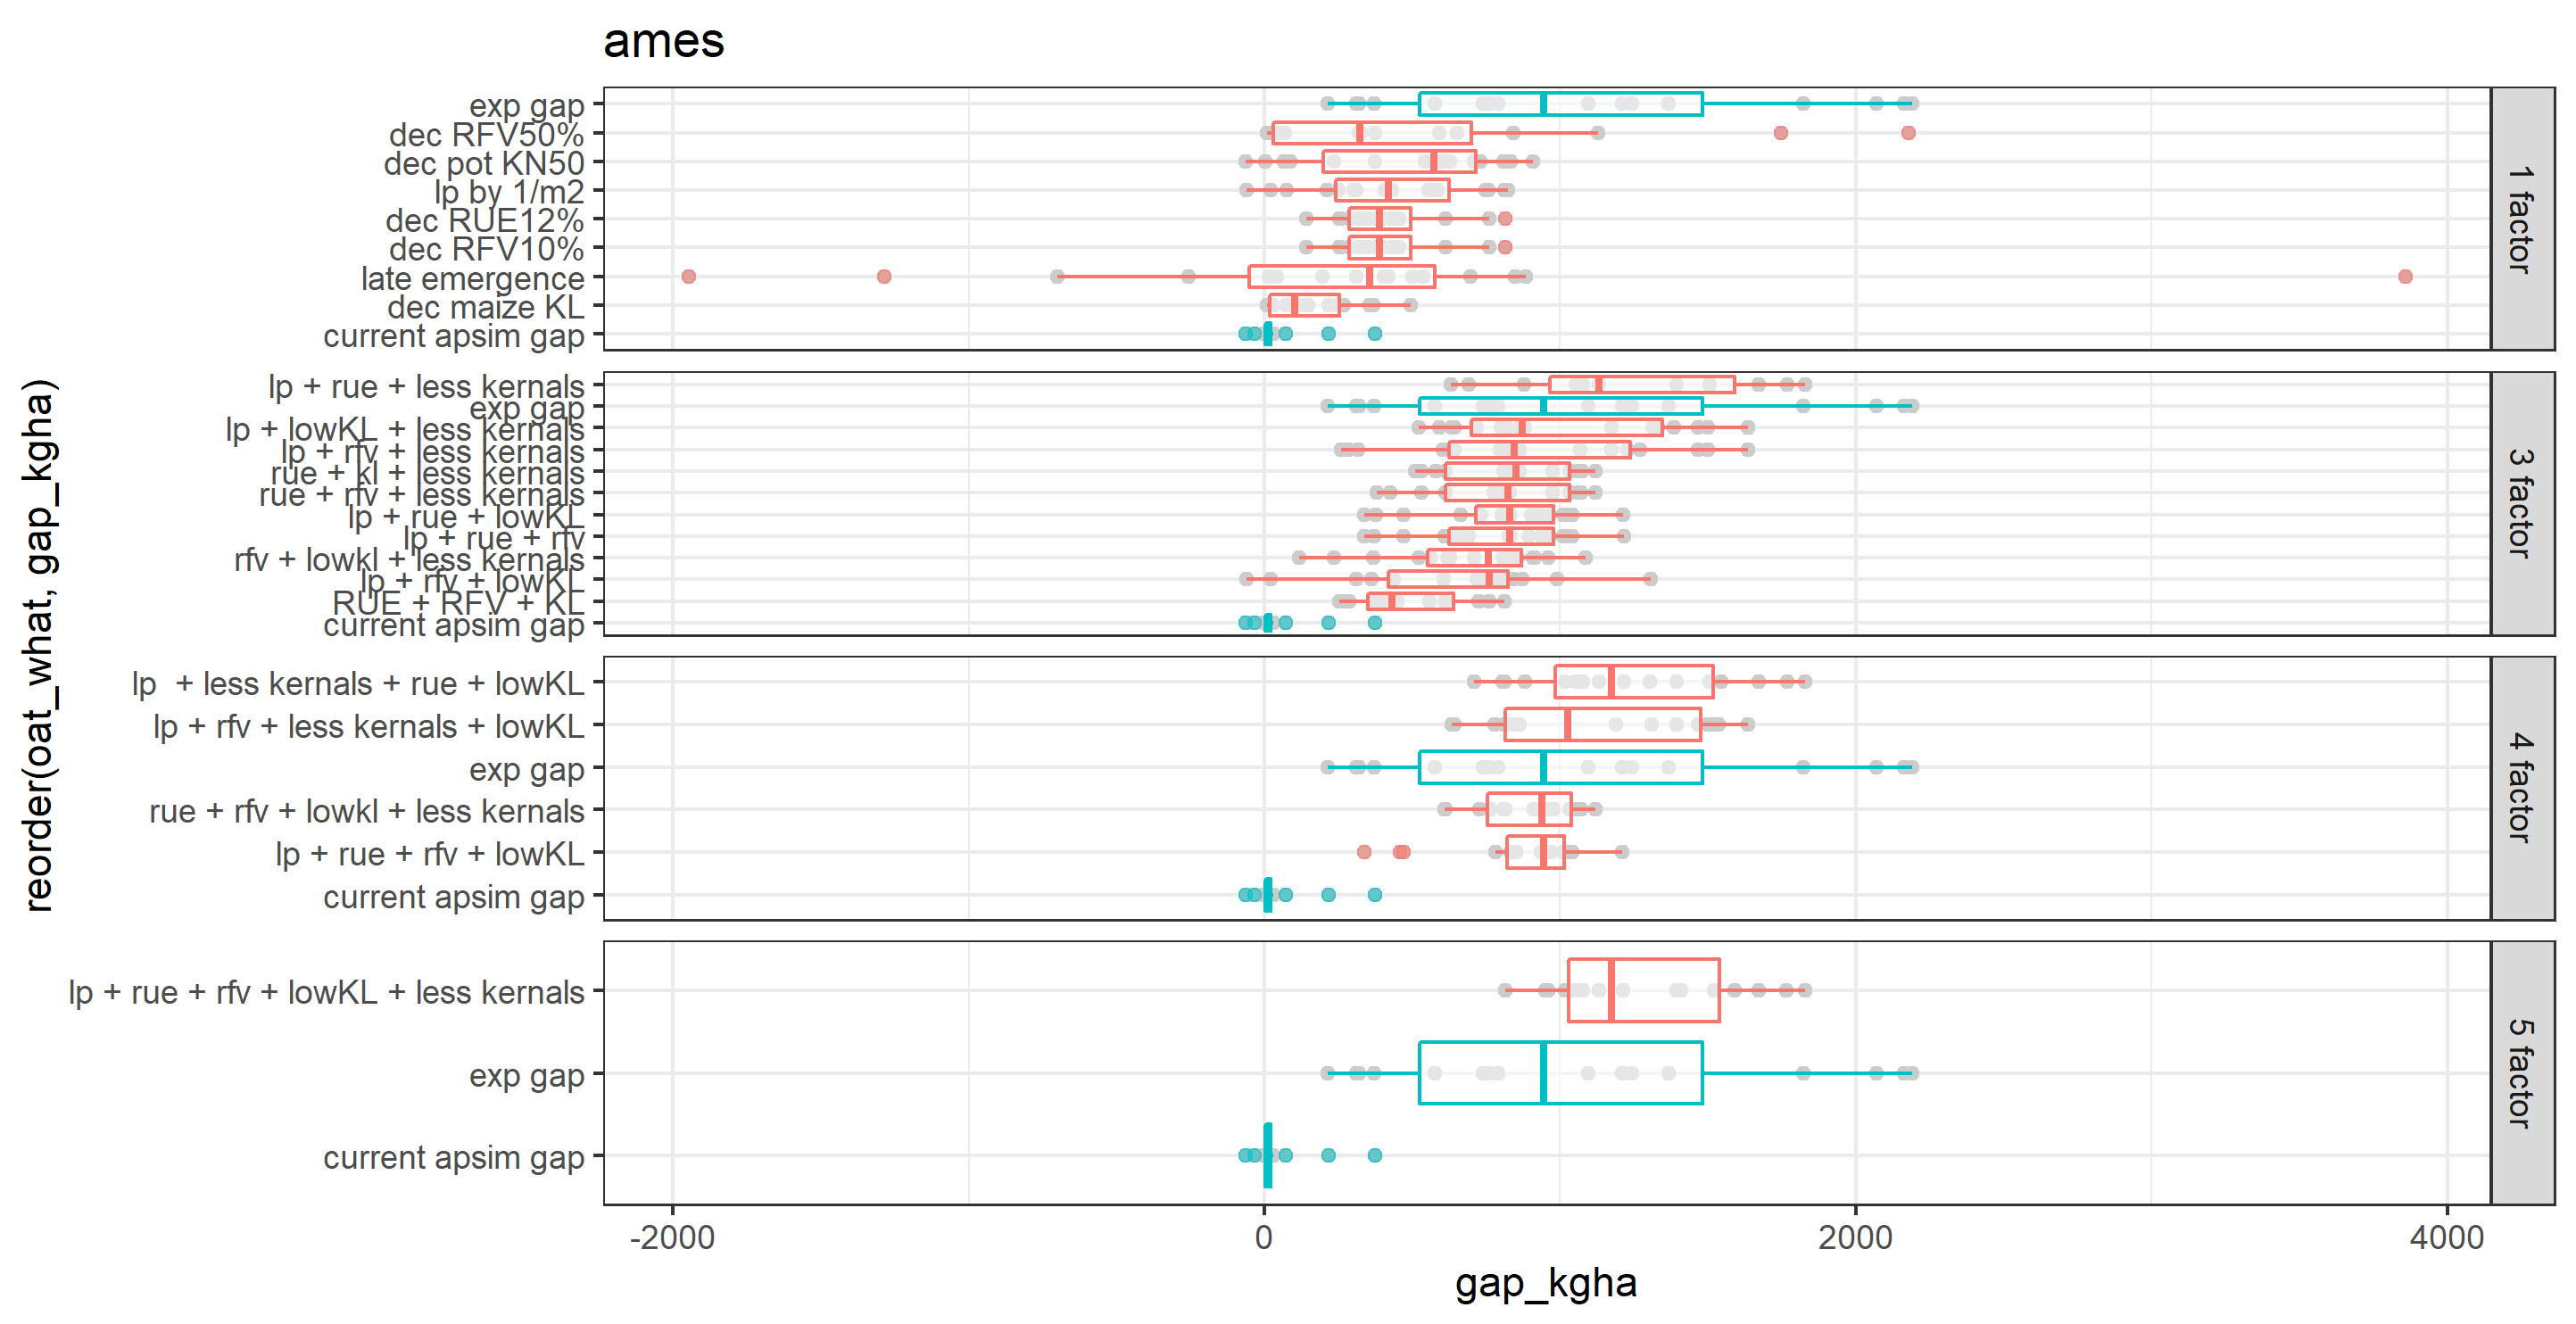 ames
exp gap
dec RFV50%
dec pot KN50
lp by 1/m2
dec RUE12%
dec RFV10%
late emergence
dec maize KL
current apsim gap
1 factor
lp + rue + less kernals
exp gap
lp + lowKL + less kernals
lp + rfv + less kernals
rue + kl + less kernals
rue + rfv + less kernals
lp + rue + lowKL
lp + rue + rfv
rfv + lowkl + less kernals
lp + rfv + lowKL
RUE + RFV + KL
current apsim gap
3 factor
lp  + less kernals + rue + lowKL
lp + rfv + less kernals + lowKL
exp gap
rue + rfv + lowkl + less kernals
lp + rue + rfv + lowKL
current apsim gap
4 factor
lp + rue + rfv + lowKL + less kernals
exp gap
current apsim gap
5 factor
-2000 0 2000 4000
gap_kgha
reorder(oat_what, gap_kgha)